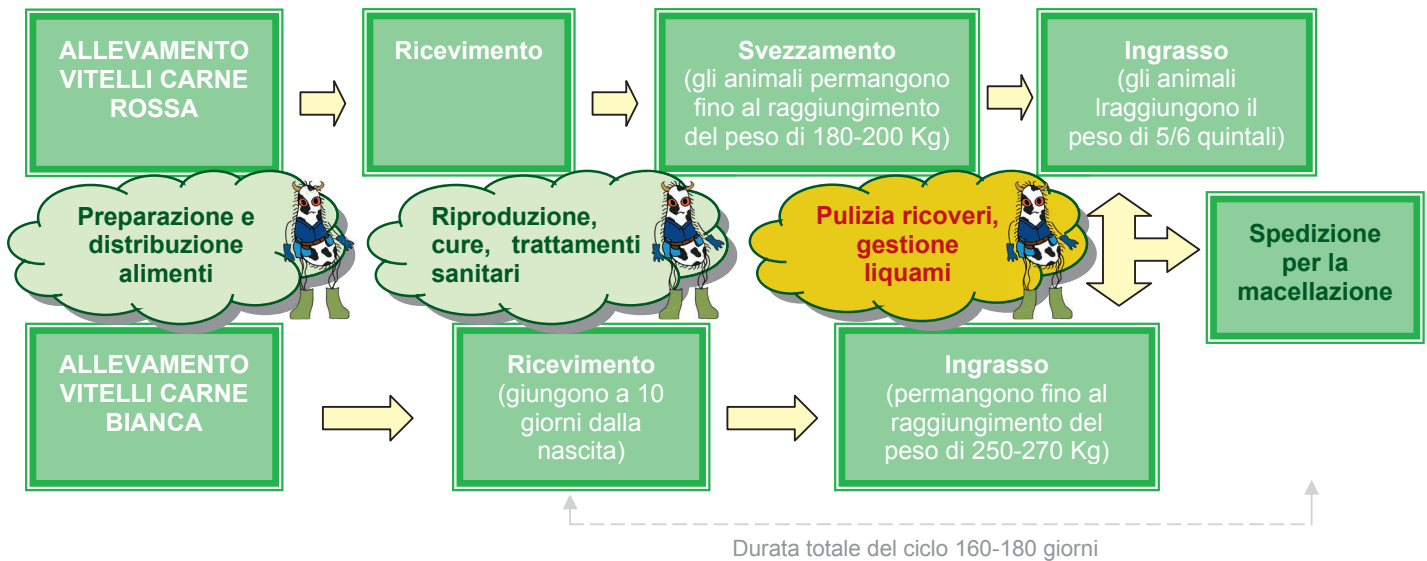 ALLEVAMENTO
VITELLI CARNE
ROSSA
Ricevimento
Svezzamento
(gli animali permangono
fino al raggiungimento
del peso di 180-200 Kg)
Ingrasso
(gli animali
lraggiungono il
peso di 5/6 quintali)
Preparazione e
distribuzione
alimenti
Riproduzione,
cure, trattamenti
sanitari
Pulizia ricoveri,
gestione
liquami
Spedizione
per la
macellazione
ALLEVAMENTO
VITELLI CARNE
BIANCA
Ricevimento
(giungono a 10
giorni dalla
nascita)
Ingrasso
(permangono fino al
raggiungimento del
peso di 250-270 Kg)
Durata totale del ciclo 160-180 giorni